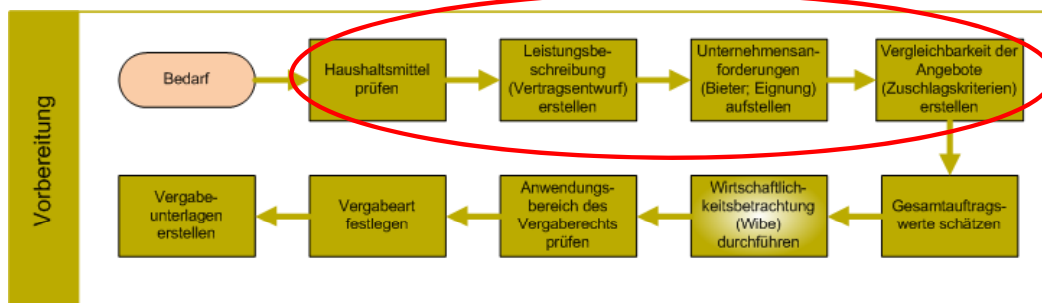 Vorbereitung
Bedarf
Haushaltsmittel
prüfen
Leistungsbe-
schreibung
(Vertragsentwurf)
erstellen
Unternehmensan-
forderungen
(Bieter; Eignung)
aufstellen
Vergleichbarkeit der
Angebote
(Zuschlagskriterien)
erstellen
Gesamtauftrags-
werte schätzen
Wirtschaftlich-
keitsbetrachtung
(Wibe)
durchführen
Anwendungs-
bereich des
Vergaberechts
prüfen
Vergabeart
festlegen
Vergabe-
unterlagen
erstellen